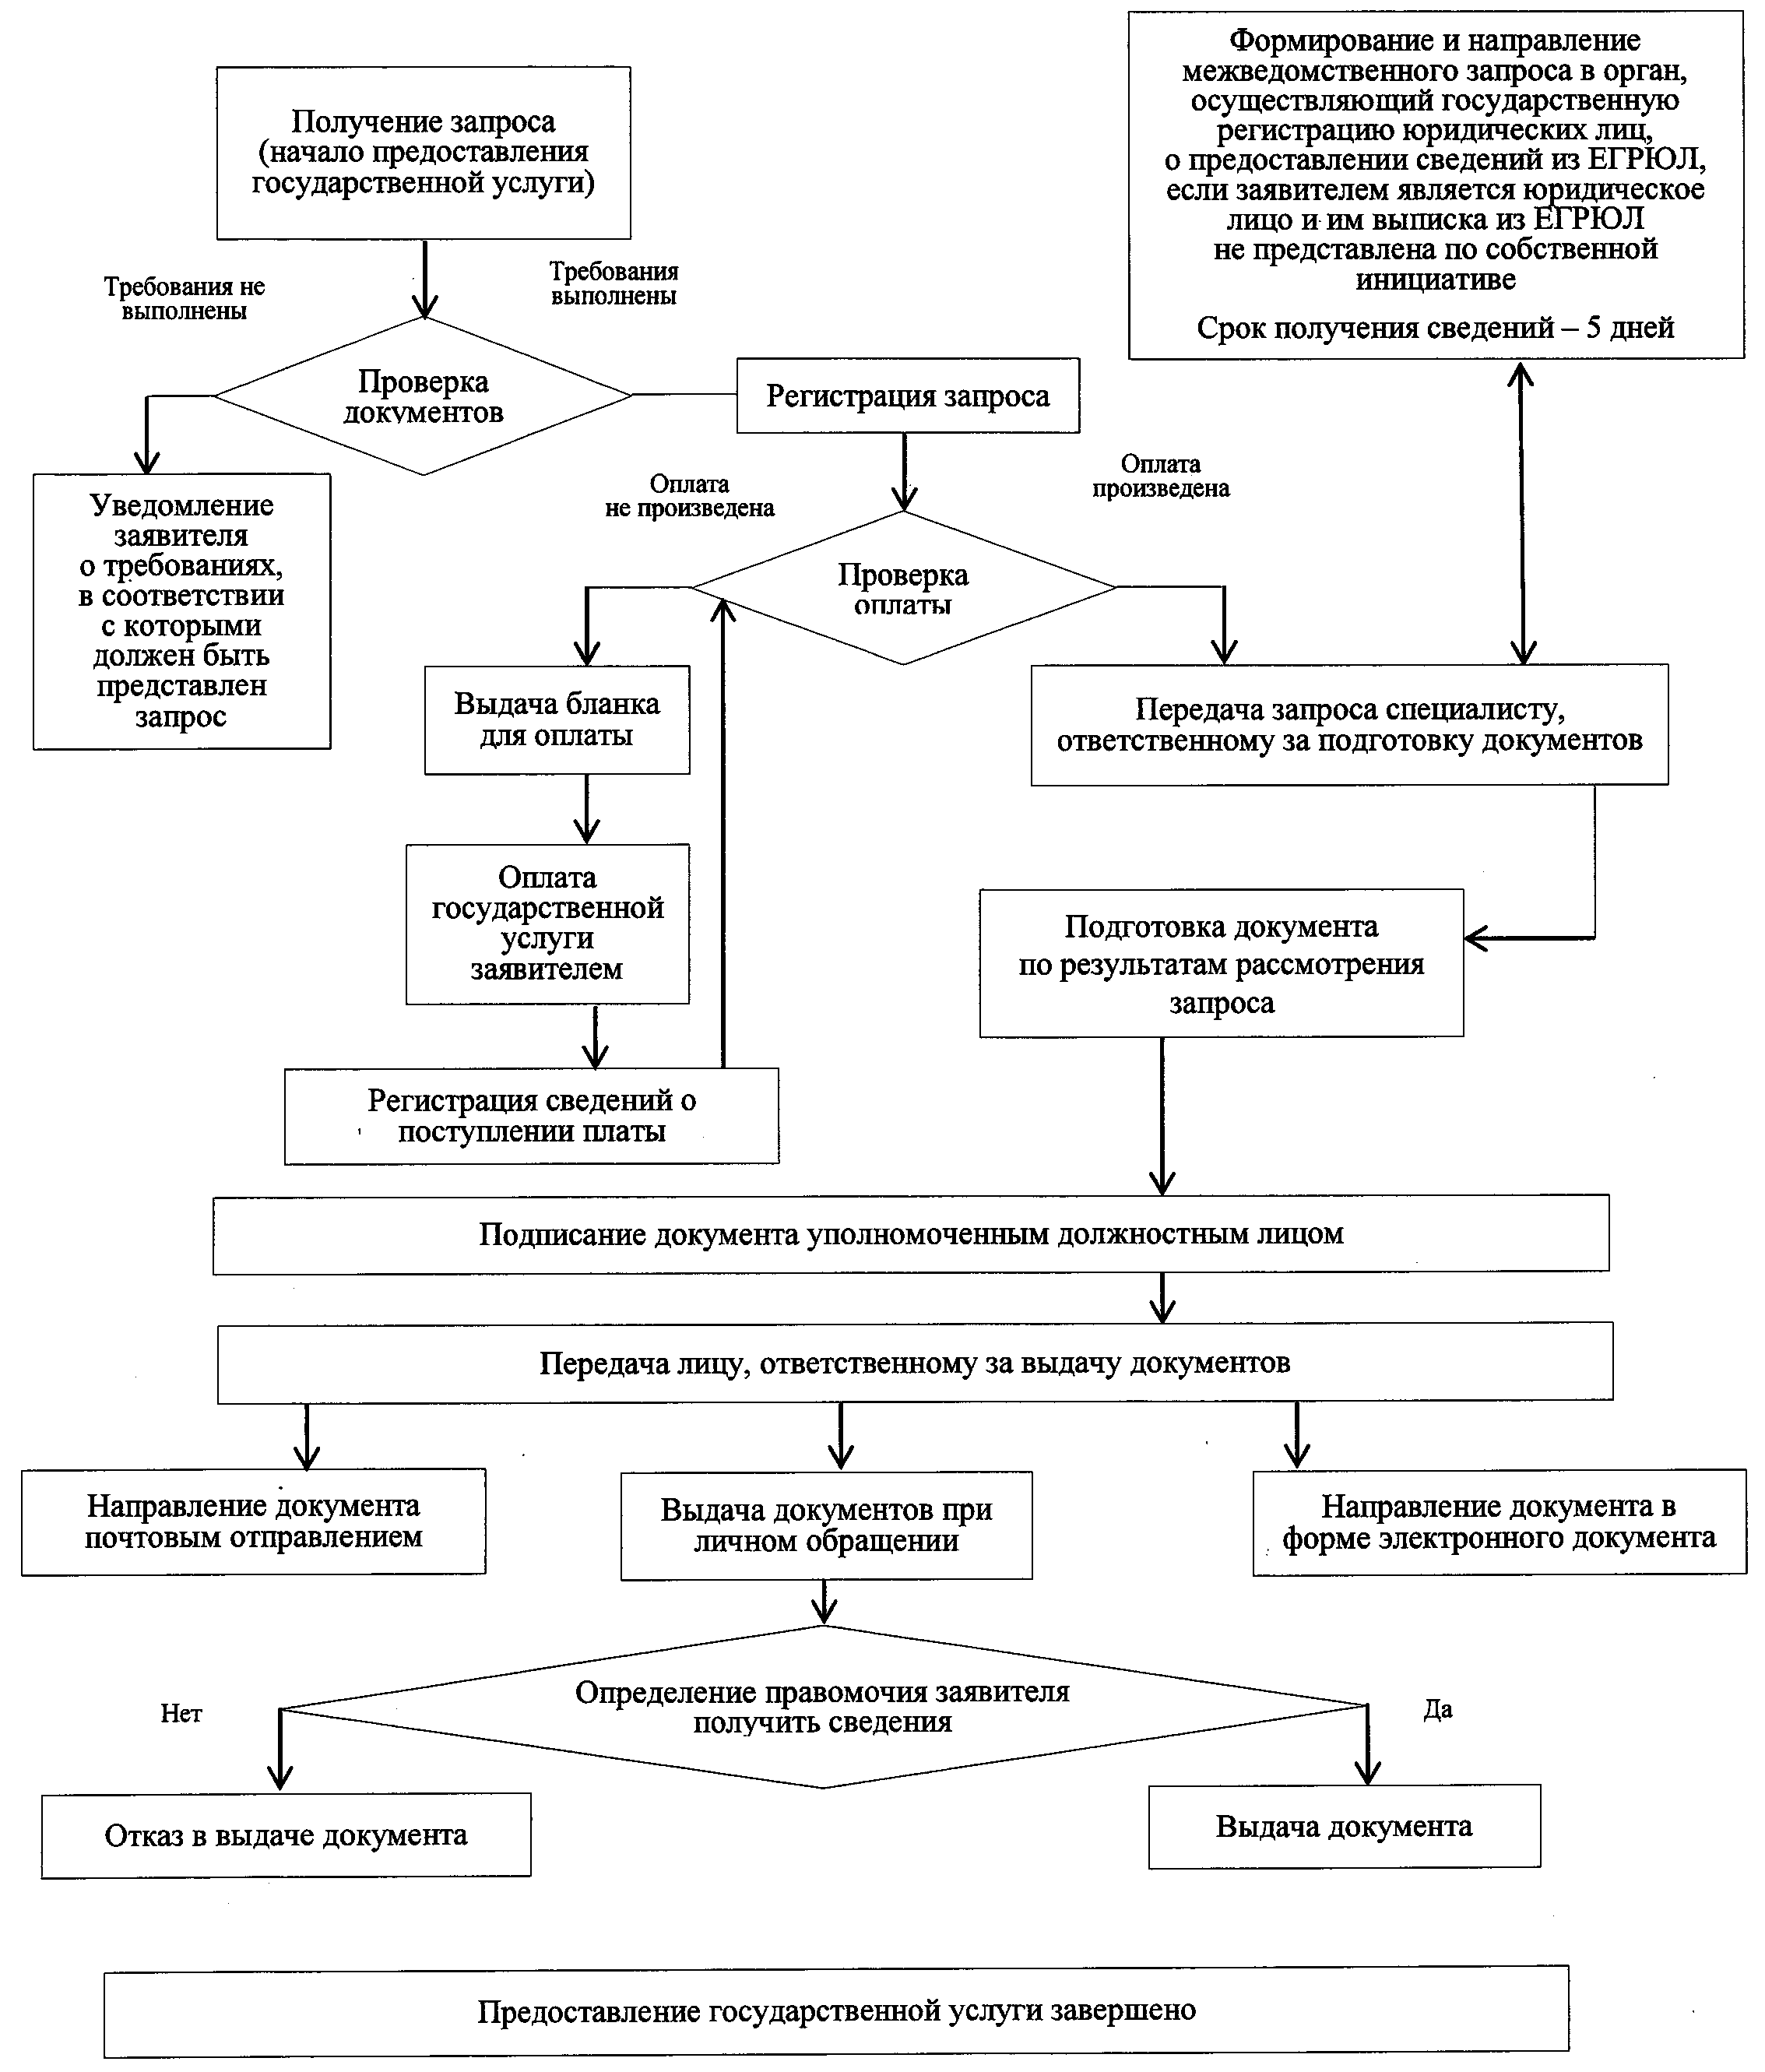 Формирование и направление
межведомственного запроса в орган,
осуществляющий государственную
регистрацию юридических лиц,
о предоставлении сведений из ЕГРЮЛ,
если заявителем является юридическое
лицо и им выписка из ЕГРЮЛ
не представлена по собственной
инициативе
Срок получения сведений – 5 дней
Получение запроса
(начало предоставления
государственной услуги)
Требования не
выполнены
Требования
выполнены
Проверка
документов
Регистрация запроса
Уведомление
заявителя
о требованиях,
в соответствии
с которыми
должен быть
представлен
запрос
Оплата
не произведена
Оплата
произведена
Проверка
оплаты
Выдача бланка
для оплаты
Передача запроса специалисту,
ответственному за подготовку документов
Оплата
государственной
услуги
заявителем
Подготовка документа
по результатам рассмотрения
запроса
Регистрация сведений о
поступлении платы
Подписание документа уполномоченным должностным лицом
Передача лицу, ответственному за выдачу документов
Направление документа
почтовым отправлением
Выдача документов при
личном обращении
Направление документа в
форме электронного документа
Определение правомочия заявителя
получить сведения
Нет
Да
Отказ в выдаче документа
Выдача документа
Предоставление государственной услуги завершено